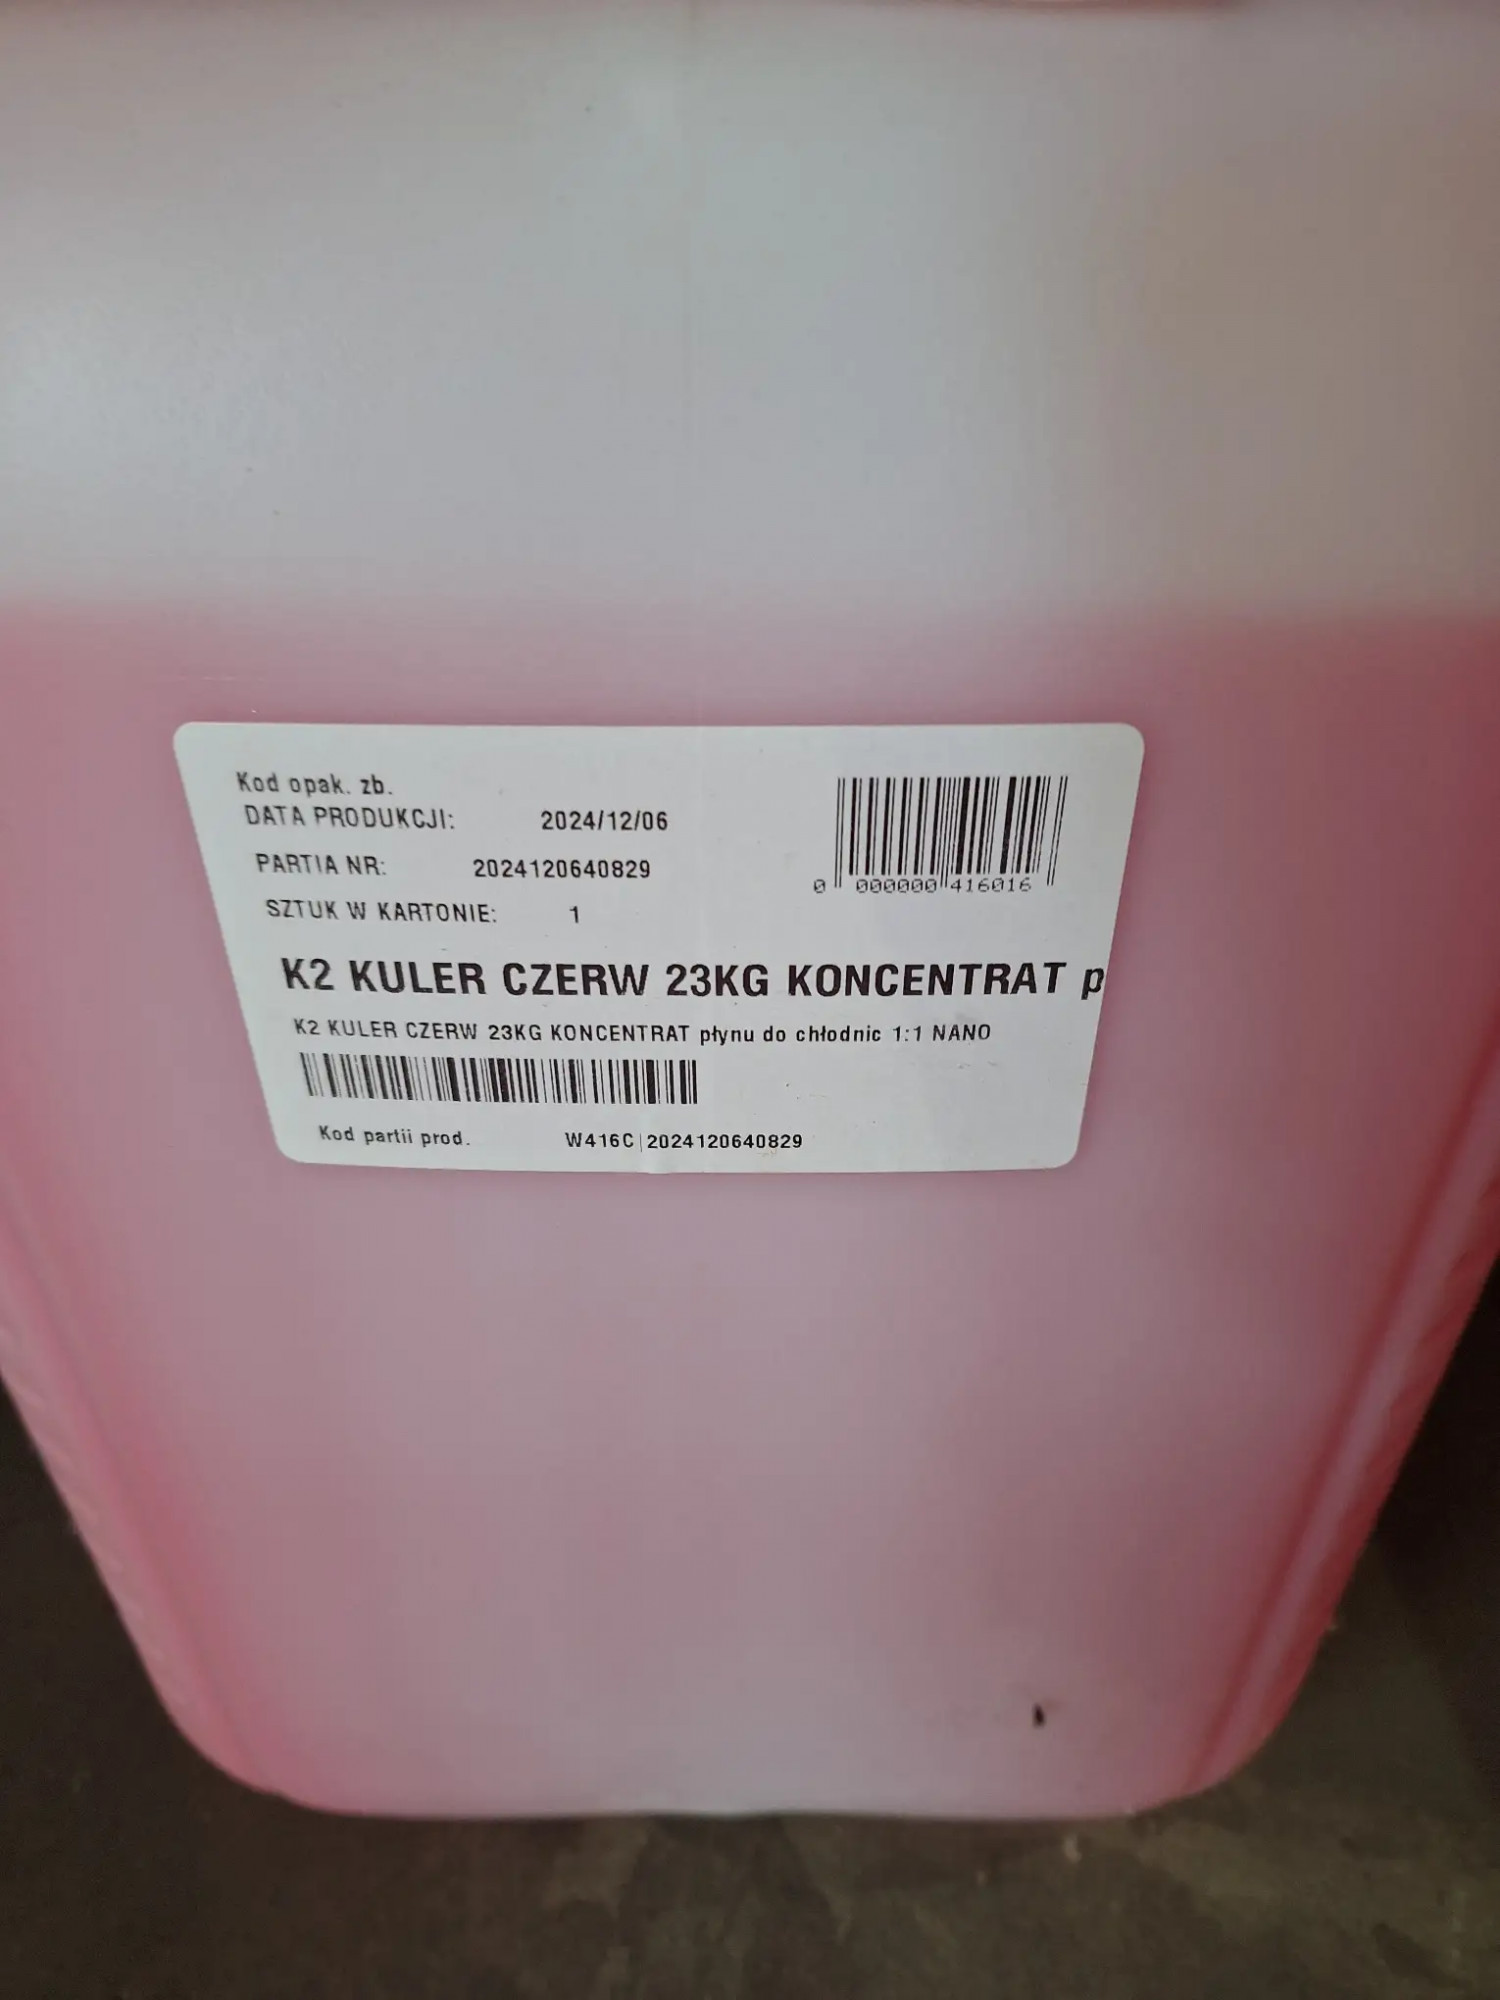 Kod opak. zb.
DATA PRODUKCJI: 2024/12/06
PARTIA NR: 2024120640829
SZTUK W KARTONIE: 1
0 000000 416016
K2 KULER CZERW 23KG KONCENTRAT p
K2 KULER CZERW 23KG KONCENTRAT płynu do chłodnic 1:1 NANO
Kod partii prod. W416C|2024120640829